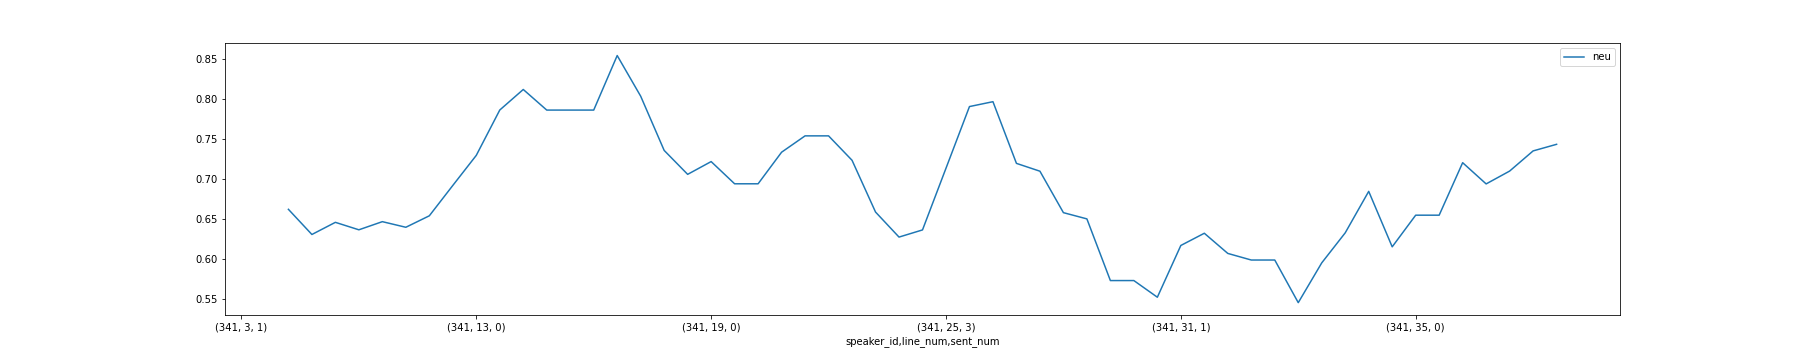 neu
0.85
0.80
0.75
0.70
0.65
0.60
0.55
(341, 3, 1) (341, 13, 0) (341, 19, 0) (341, 25, 3) (341, 31, 1) (341, 35, 0)
speaker_id,line_num,sent_num